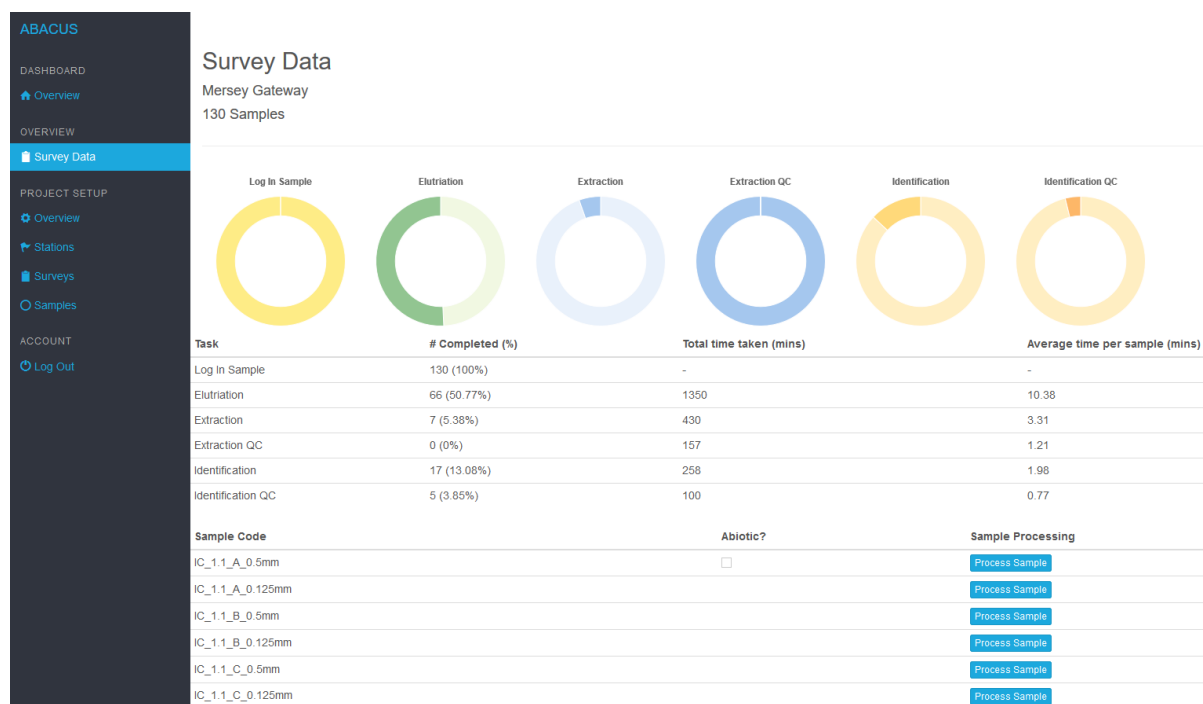 ABACUS
DASHBOARD
Overview
OVERVIEW
Survey Data
PROJECT SETUP
Overview
Stations
Surveys
Samples
ACCOUNT
Log Out
Survey Data
Mersey Gateway
130 Samples
Log In Sample Elutriation Extraction Extraction QC Identification Identification QC
Task # Completed (%) Total time taken (mins) Average time per sample (mins)
Log In Sample 130 (100%) - -
Elutriation 66 (50.77%) 1350 10.38
Extraction 7 (5.38%) 430 3.31
Extraction QC 0 (0%) 157 1.21
Identification 17 (13.08%) 258 1.98
Identification QC 5 (3.85%) 100 0.77
Sample Code Abiotic? Sample Processing
IC_1.1_A_0.5mm Process Sample
IC_1.1_A_0.125mm Process Sample
IC_1.1_B_0.5mm Process Sample
IC_1.1_B_0.125mm Process Sample
IC_1.1_C_0.5mm Process Sample
IC_1.1_C_0.125mm Process Sample